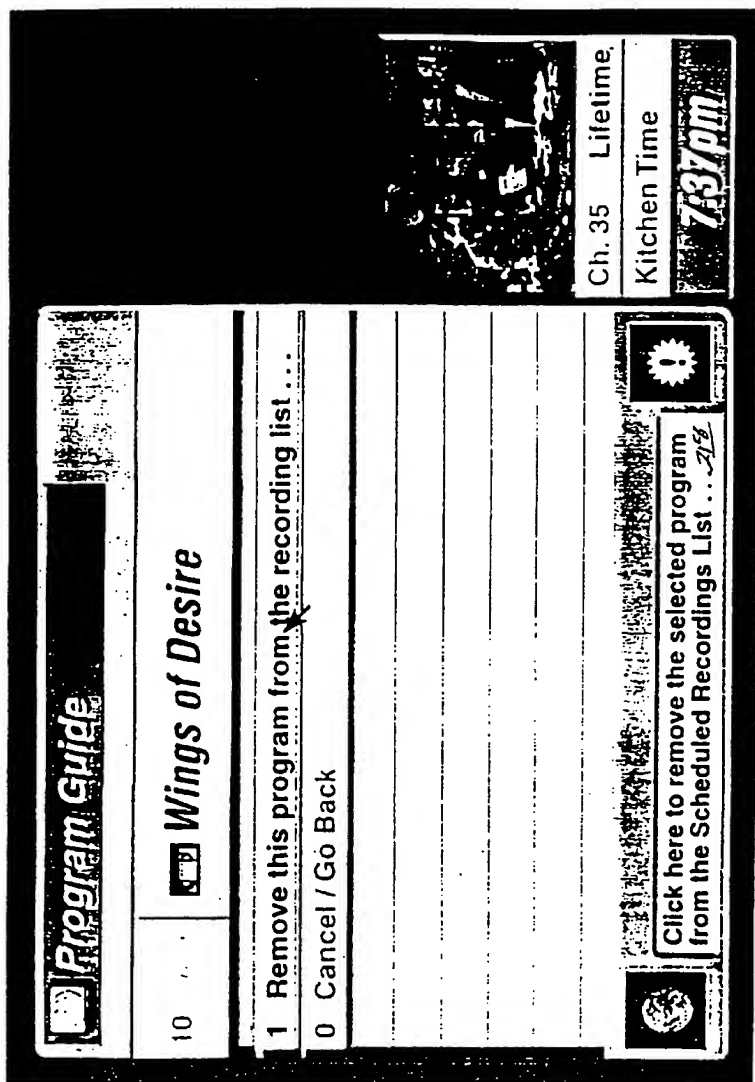 Program Guide
10 Wings of Desire
1 Remove this program from the recording list ...
0 Cancel / Go Back
Click here to remove the selected program
from the Scheduled Recordings List ...
Ch. 35 Lifetime
Kitchen Time
7:37pm